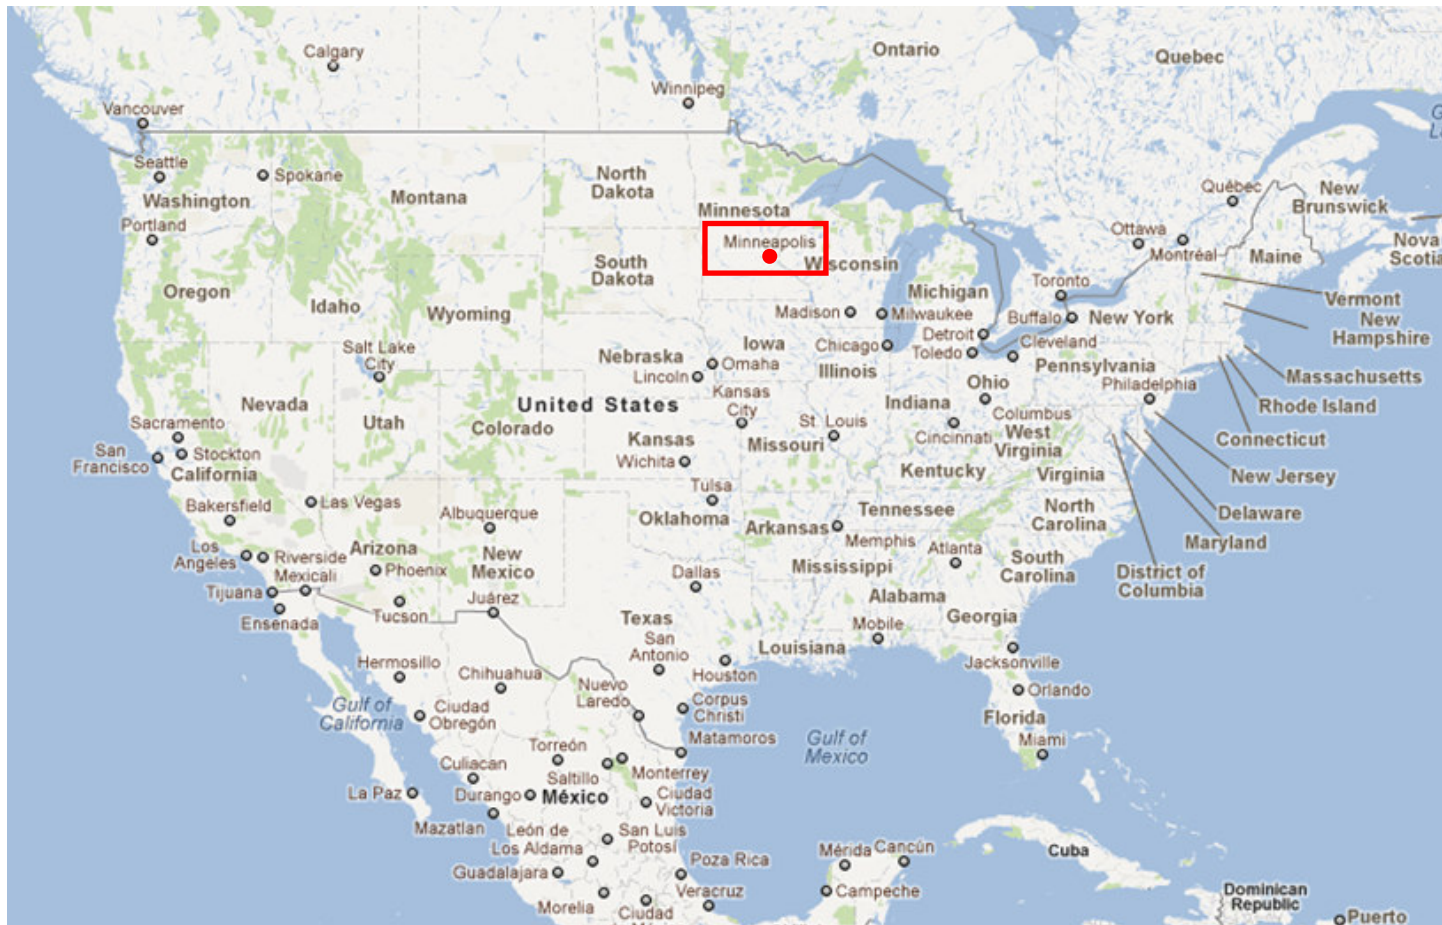 Calgary
Ontario
Quebec
Winnipeg
Vancouver
Seattle
Spokane
Washington
Montana
North
Dakota
Minnesota
Québec
New
Brunswick
Portland
Minneapolis
Ottawa
Montréal
Maine
Nova
Scotia
Oregon
Idaho
Wyoming
South
Dakota
Wisconsin
Michigan
Toronto
Vermont
New
Hampshire
Madison
Milwaukee
Buffalo
New York
Detroit
Salt Lake
City
Nebraska
Iowa
Omaha
Chicago
Toledo
Cleveland
Pennsylvania
Lincoln
Illinois
Massachusetts
Kansas
City
Ohio
Philadelphia
Nevada
United States
Indiana
Rhode Island
Sacramento
Utah
Colorado
St. Louis
Columbus
Connecticut
San
Francisco
Stockton
California
Kansas
Missouri
Cincinnati
West
Virginia
Wichita
Kentucky
Virginia
New Jersey
Bakersfield
Las Vegas
Albuquerque
Tulsa
Oklahoma
Arkansas
Tennessee
North
Carolina
Delaware
Los
Angeles
Riverside
Arizona
New
Mexico
Memphis
Atlanta
South
Carolina
Maryland
Mexicali
Phoenix
Dallas
Mississippi
District of
Columbia
Tijuana
Tucson
Juárez
Alabama
Ensenada
Texas
Georgia
Mobile
San
Antonio
Louisiana
Hermosillo
Chihuahua
Houston
Jacksonville
Nuevo
Laredo
Orlando
Gulf of
California
Ciudad
Obregón
Corpus
Christi
Florida
Torreón
Matamoros
Gulf of
Mexico
Miami
Culiacan
Saltillo
Monterrey
La Paz
Durango
México
Ciudad
Victoria
Mazatlan
León de
Los Aldama
San Luis
Potosí
Cuba
Mérida
Cancún
Guadalajara
Poza Rica
Veracruz
Campeche
Dominican
Republic
Morelia
Ciudad
Puerto